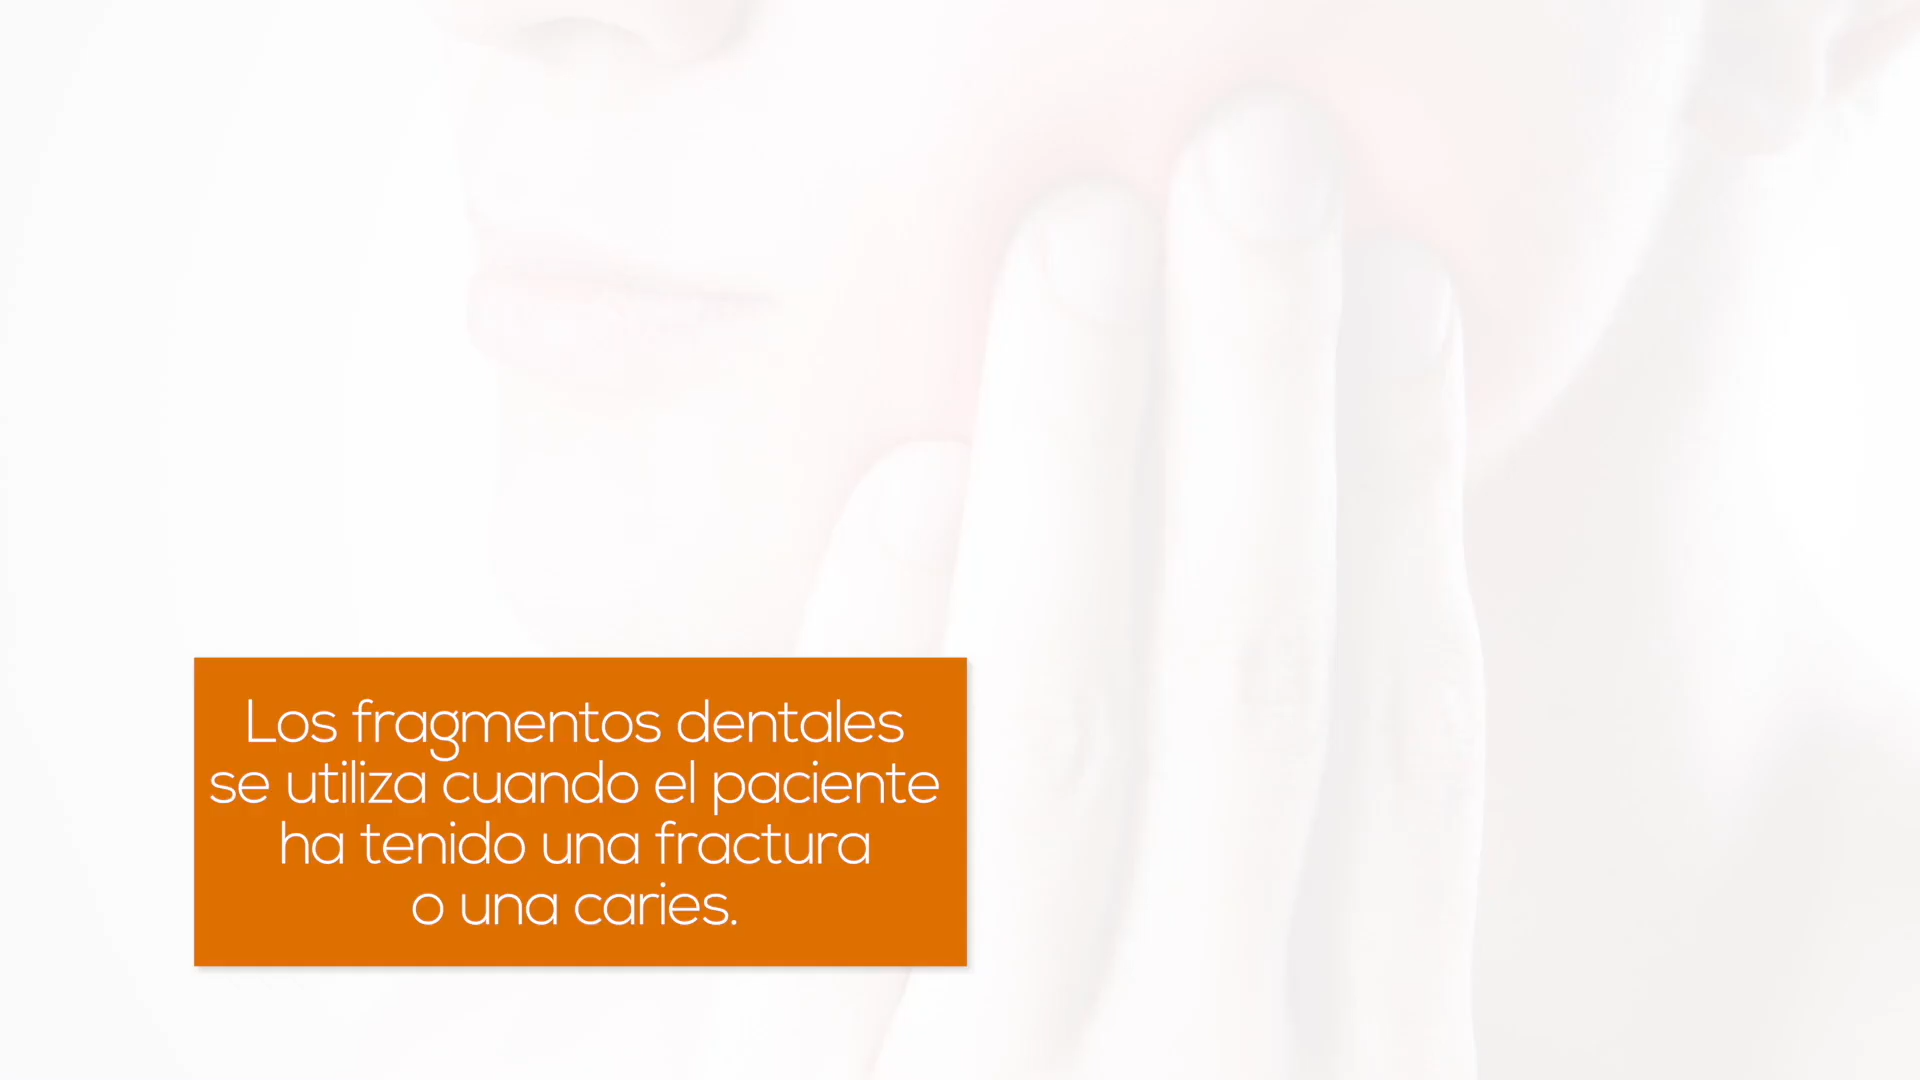 Los fragmentos dentales
se utiliza cuando el paciente
ha tenido una fractura
o una caries.